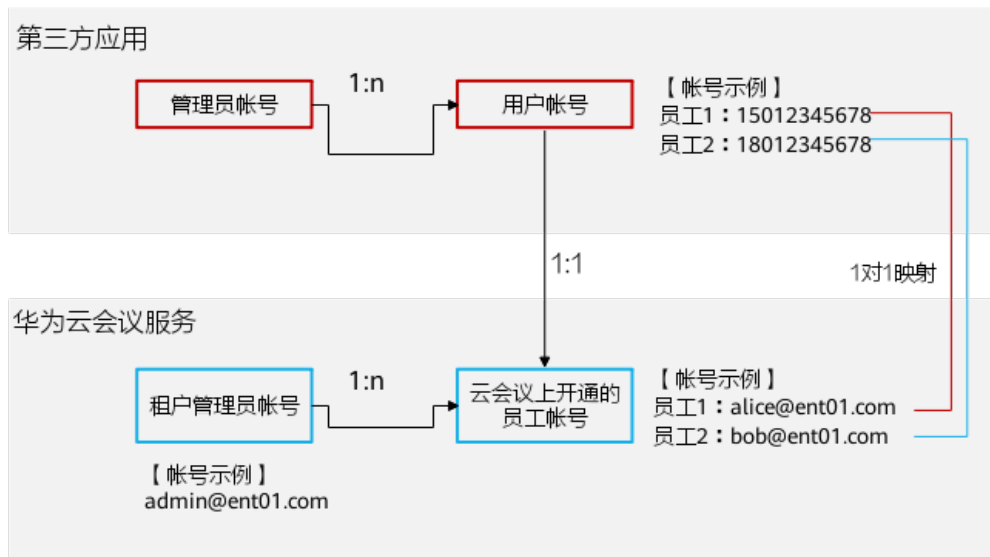 第三方应用
管理员帐号
1:n
用户帐号
【 帐号示例 】
员工1：15012345678
员工2：18012345678
1:1
1对1映射
华为云会议服务
租户管理员帐号
1:n
云会议上开通的
员工帐号
【 帐号示例 】
员工1：alice@ent01.com
员工2：bob@ent01.com
【 帐号示例 】
admin@ent01.com